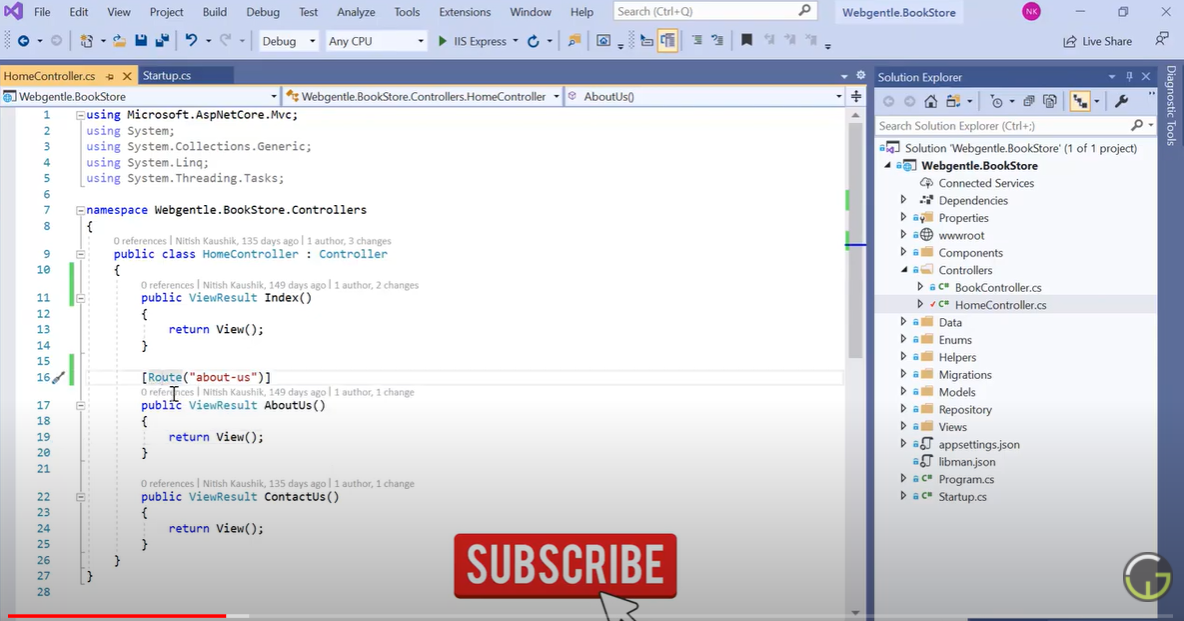 File Edit View Project Build Debug Test Analyze Tools Extensions Window Help Search (Ctrl+Q) Webgentle.BookStore NK
Debug Any CPU IIS Express Live Share
HomeController.cs Startup.cs
Webgentle.BookStore Webgentle.BookStore.Controllers.HomeController AboutUs()
1 using Microsoft.AspNetCore.Mvc;
2 using System;
3 using System.Collections.Generic;
4 using System.Linq;
5 using System.Threading.Tasks;
6
7 namespace Webgentle.BookStore.Controllers
8 {
0 references | Nitish Kaushik, 135 days ago | 1 author, 3 changes
9 public class HomeController : Controller
10 {
0 references | Nitish Kaushik, 149 days ago | 1 author, 2 changes
11 public ViewResult Index()
12 {
13 return View();
14 }
15
16 [Route("about-us")]
0 references | Nitish Kaushik, 149 days ago | 1 author, 1 change
17 public ViewResult AboutUs()
18 {
19 return View();
20 }
21
0 references | Nitish Kaushik, 135 days ago | 1 author, 1 change
22 public ViewResult ContactUs()
23 {
24 return View();
25 }
26 }
27 }
28
SUBSCRIBE
Solution Explorer
Search Solution Explorer (Ctrl+;)
Solution 'Webgentle.BookStore' (1 of 1 project)
Webgentle.BookStore
Connected Services
Dependencies
Properties
wwwroot
Components
Controllers
C# BookController.cs
C# HomeController.cs
Data
Enums
Helpers
Migrations
Models
Repository
Views
appsettings.json
libman.json
C# Program.cs
C# Startup.cs
Diagnostic Tools